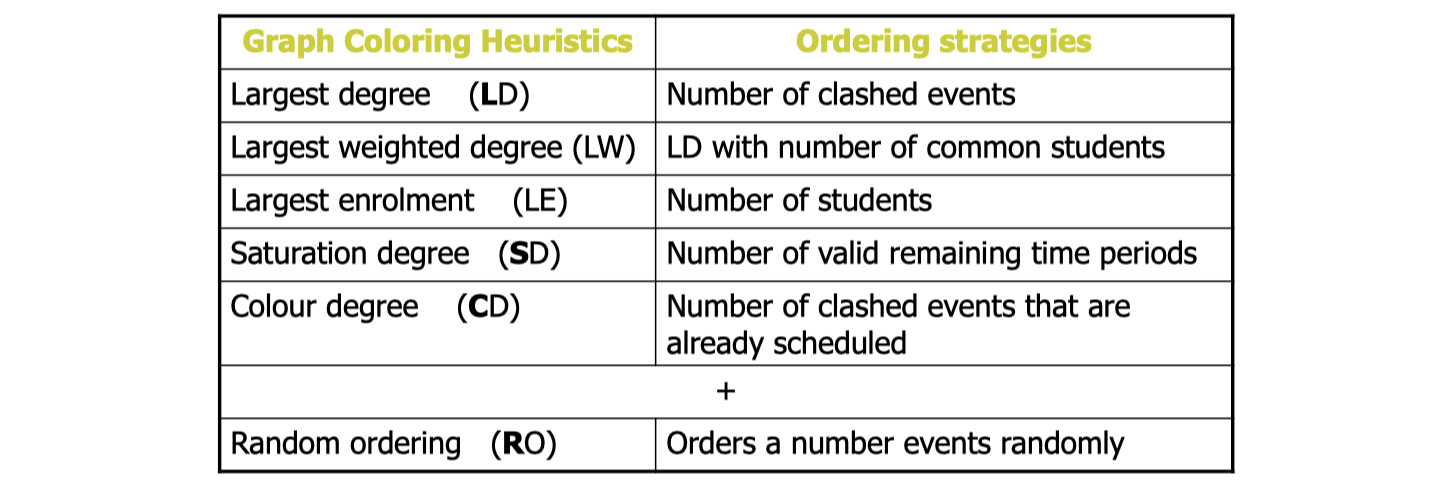 Graph Coloring Heuristics
Ordering strategies
Largest degree (LD)
Number of clashed events
Largest weighted degree (LW)
LD with number of common students
Largest enrolment (LE)
Number of students
Saturation degree (SD)
Number of valid remaining time periods
Colour degree (CD)
Number of clashed events that are
already scheduled
+
Random ordering (RO)
Orders a number events randomly